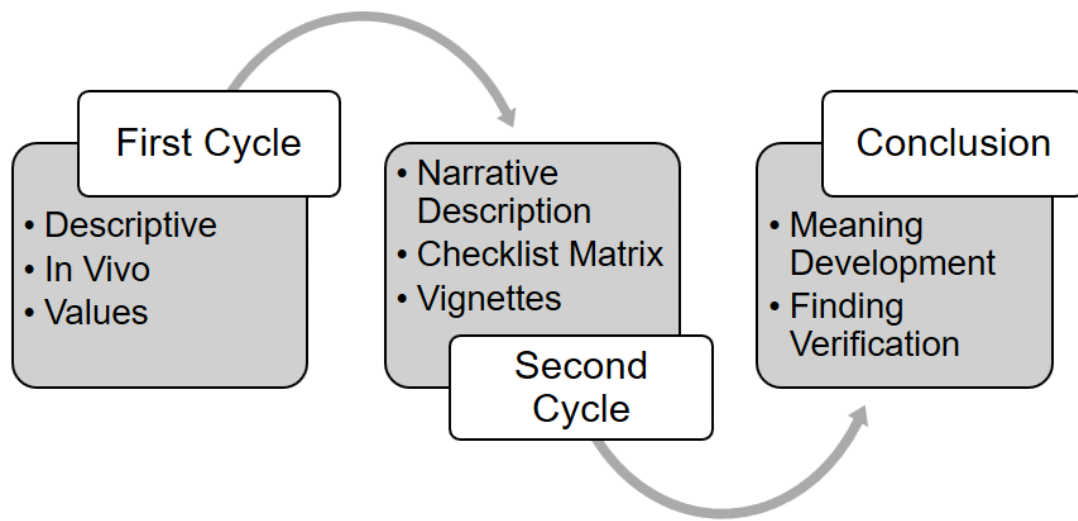 First Cycle
• Descriptive
• In Vivo
• Values
• Narrative
Description
• Checklist Matrix
• Vignettes
Second
Cycle
Conclusion
• Meaning
Development
• Finding
Verification